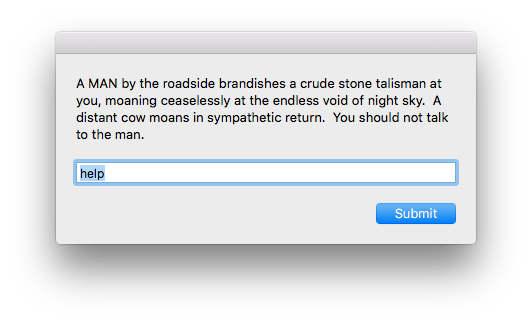 A MAN by the roadside brandishes a crude stone talisman at
you, moaning ceaselessly at the endless void of night sky.  A
distant cow moans in sympathetic return.  You should not talk
to the man.
help
Submit